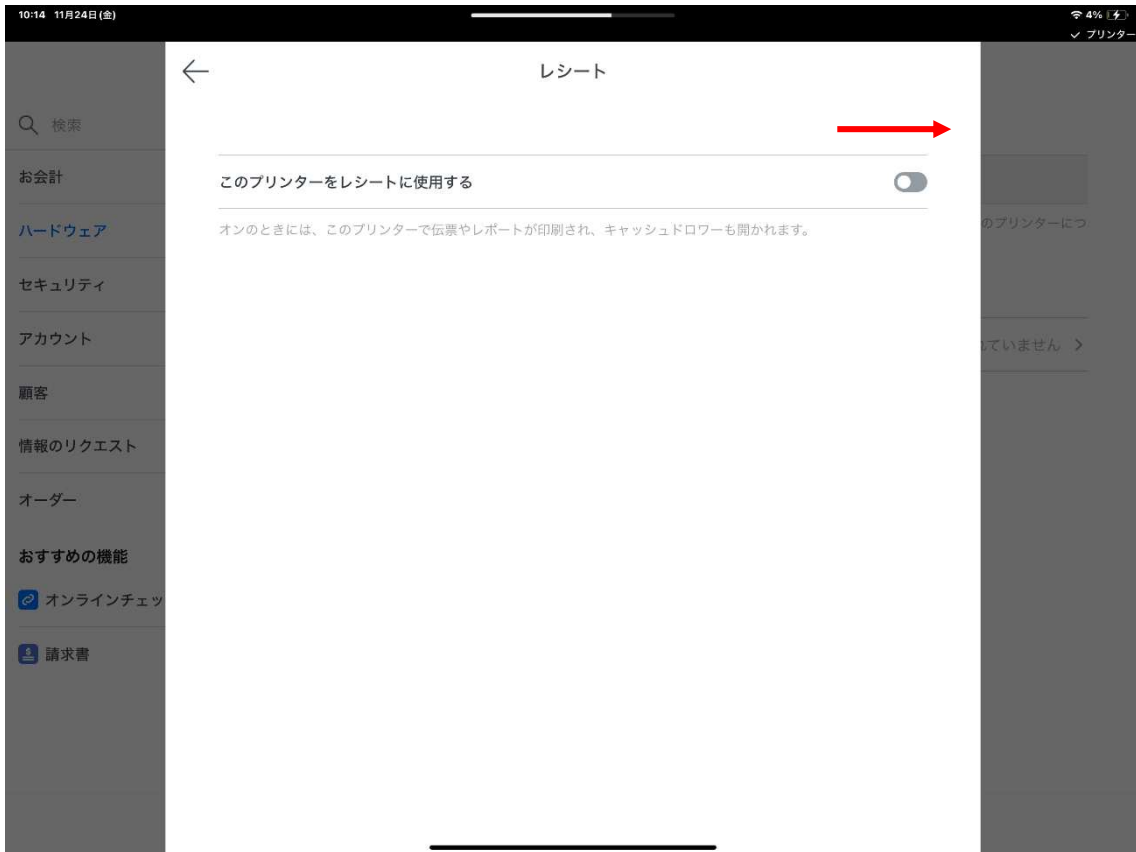 10:14 11月24日(金)
4%
プリンター
レシート
検索
お会計
このプリンターをレシートに使用する
ハードウェア
オンのときには、このプリンターで伝票やレポートが印刷され、キャッシュドロワーも開かれます。
のプリンターにつ
セキュリティ
アカウント
れていません
顧客
情報のリクエスト
オーダー
おすすめの機能
オンラインチェッ
請求書